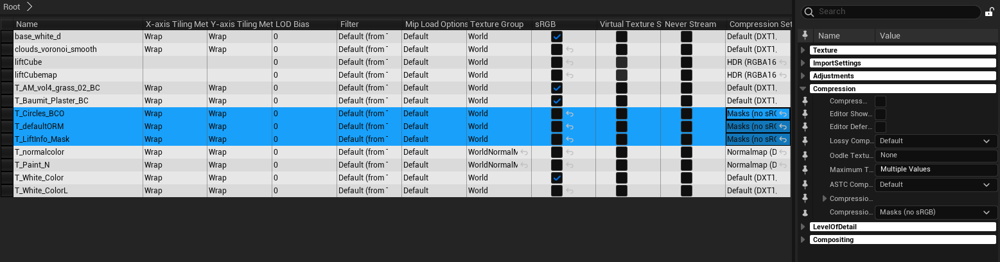 Root
Name X-axis Tiling Met Y-axis Tiling Met LOD Bias Filter Mip Load Options Texture Group sRGB Virtual Texture S Never Stream Compression Set
base_white_d Wrap Wrap 0 Default (from Default World Default (DXT1,
clouds_voronoi_smooth Wrap Wrap 0 Default (from Default World Default (DXT1,
liftCube 0 Default (from Default World HDR (RGBA16
liftCubemap 0 Default (from Default World HDR (RGBA16
T_AM_vol4_grass_02_BC Wrap Wrap 0 Default (from Default World Default (DXT1,
T_Baumit_Plaster_BC Wrap Wrap 0 Default (from Default World Default (DXT1,
T_Circles_BCO Wrap Wrap 0 Default (from Default World Masks (no sRG
T_defaultORM Wrap Wrap 0 Default (from Default World Masks (no sRG
T_LiftInfo_Mask Wrap Wrap 0 Default (from Default World Masks (no sRG
T_normalcolor Wrap Wrap 0 Default (from Default WorldNormalM Normalmap (D
T_Paint_N Wrap Wrap 0 Default (from Default WorldNormalM Normalmap (D
T_White_Color Wrap Wrap 0 Default (from Default World Default (DXT1,
T_White_ColorL Wrap Wrap 0 Default (from Default World Default (DXT1,
Search
Name Value
Texture
ImportSettings
Adjustments
Compression
Compress...
Editor Show...
Editor Defer...
Lossy Comp... Default
Oodle Textu... None
Maximum T... Multiple Values
ASTC Comp... Default
Compressio...
Compressio... Masks (no sRGB)
LevelOfDetail
Compositing